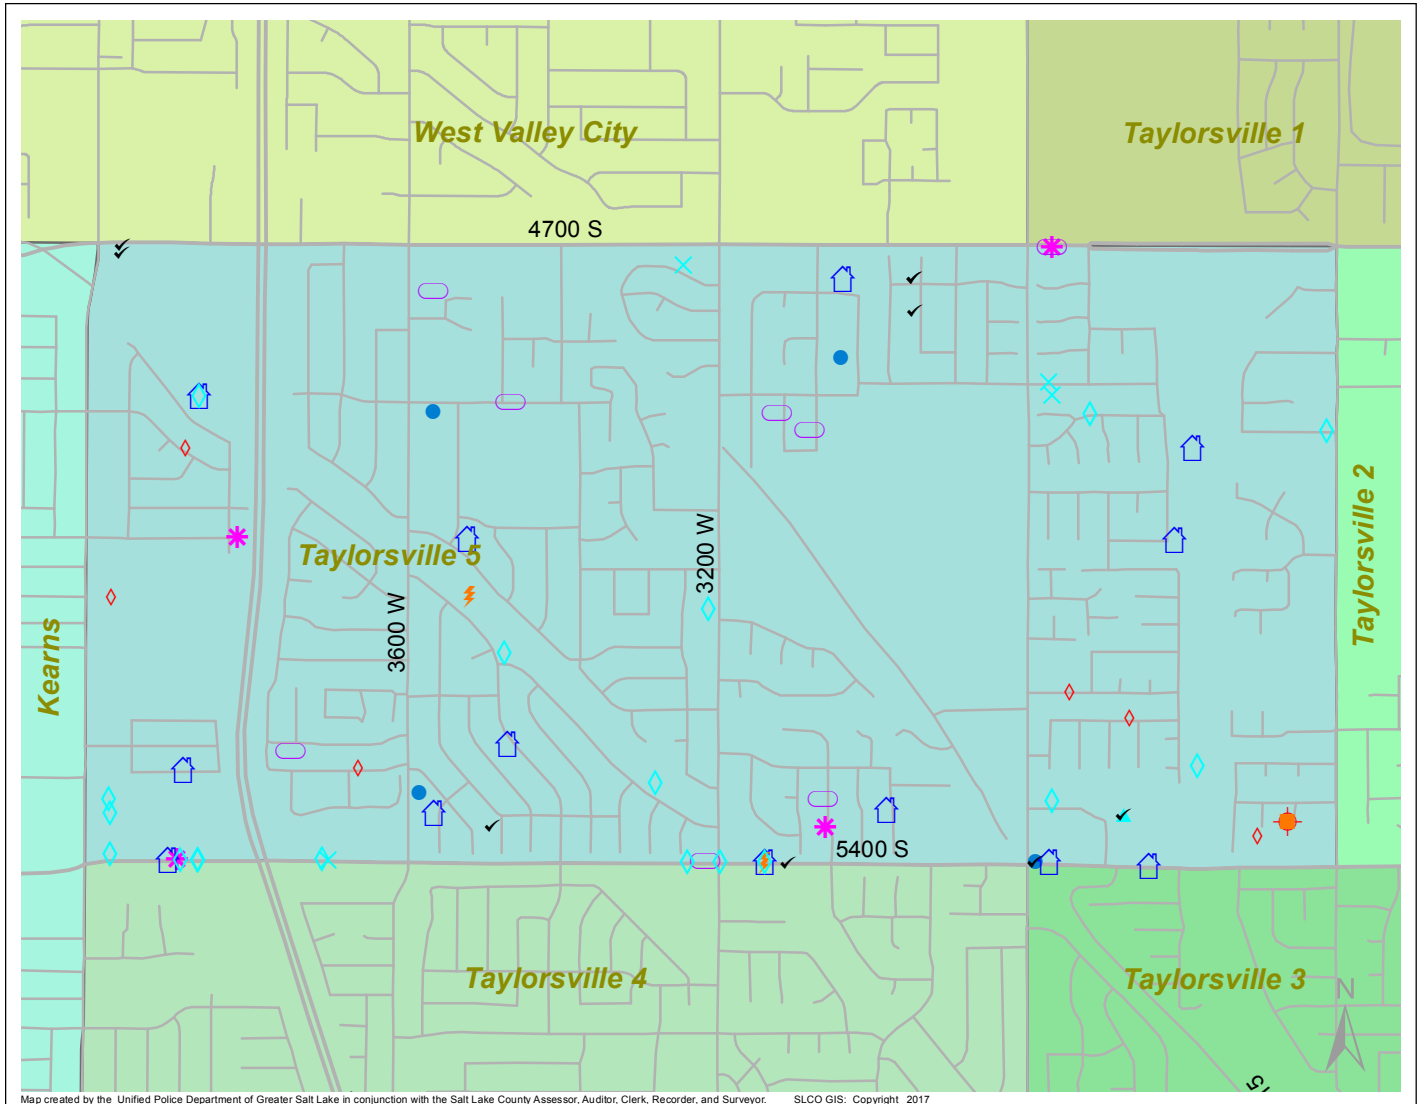 West Valley City
Taylorsville 1
4700 S
Taylorsville 5
3200 W
3600 W
Taylorsville 2
Kearns
5400 S
Taylorsville 4
Taylorsville 3
N
15
Map created by the Unified Police Department of Greater Salt Lake in conjunction with the Salt Lake County Assessor, Auditor, Clerk, Recorder, and Surveyor. SLCO GIS: Copyright 2017